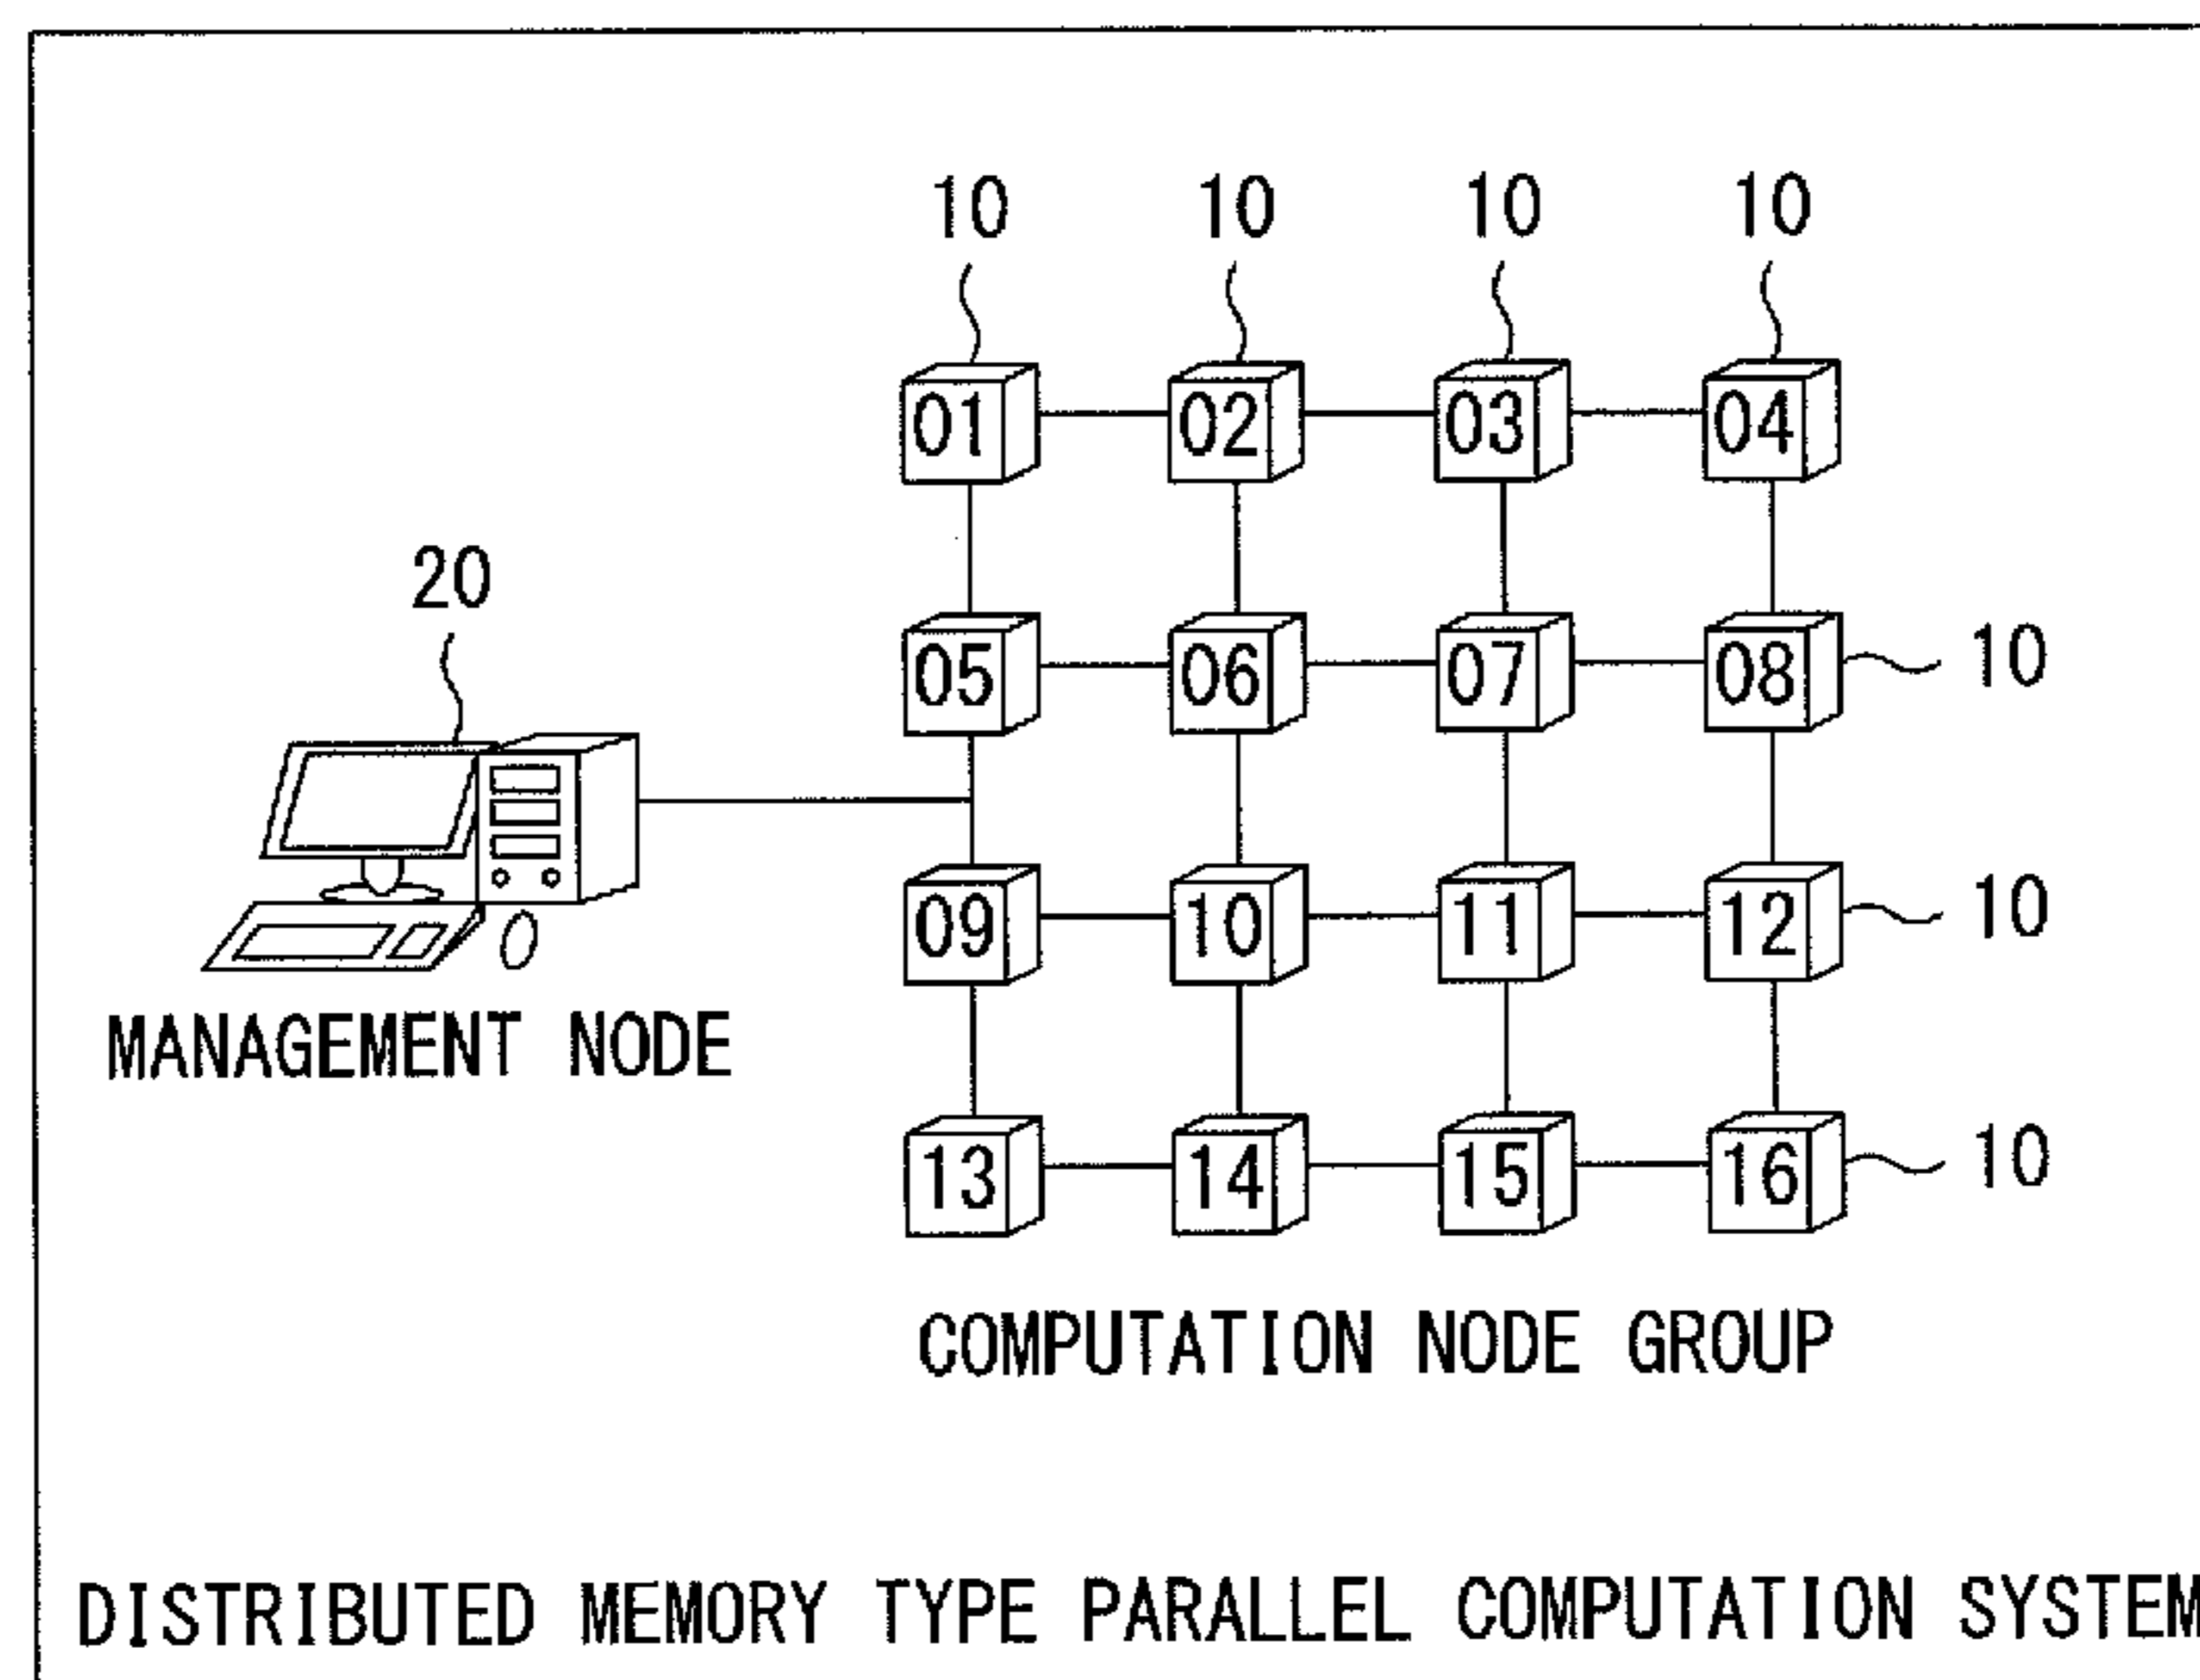 10 10 10 10
01 02 03 04
20
05 06 07 08 10
09 10 11 12 10
MANAGEMENT NODE
13 14 15 16 10
COMPUTATION NODE GROUP
DISTRIBUTED MEMORY TYPE PARALLEL COMPUTATION SYSTEM